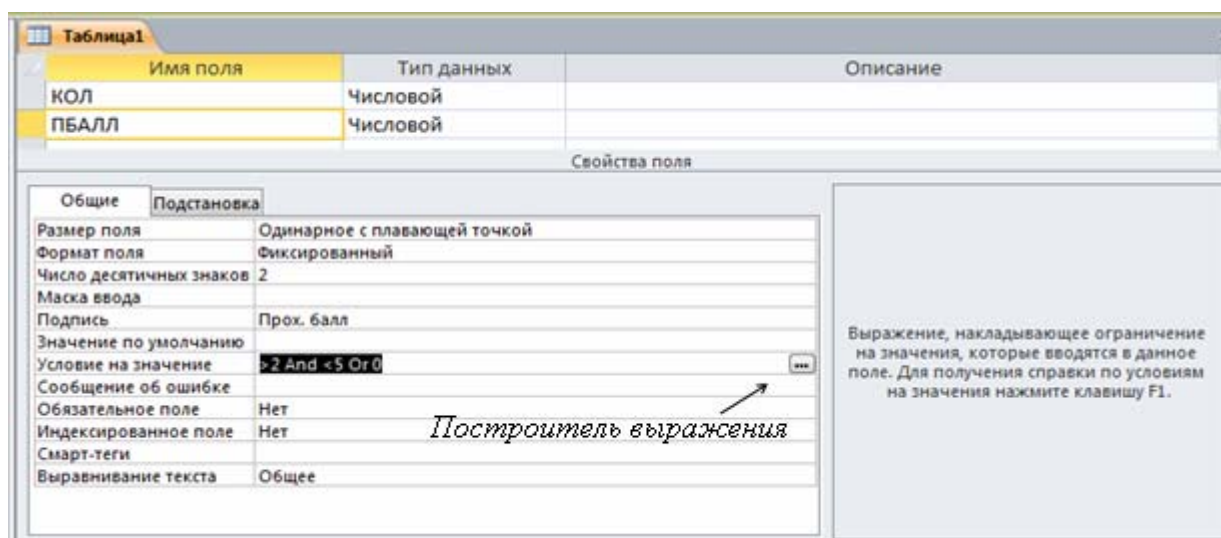 Таблица1
Имя поля Тип данных Описание
КОЛ Числовой
ПБАЛЛ Числовой
Свойства поля
Общие Подстановка
Размер поля Одинарное с плавающей точкой
Формат поля Фиксированный
Число десятичных знаков 2
Маска ввода
Подпись Прох. балл
Значение по умолчанию
Условие на значение >2 And <5 Or 0 ...
Сообщение об ошибке
Обязательное поле Нет
Индексированное поле Нет
Смарт-теги
Выравнивание текста Общее
Построитель выражения
Выражение, накладывающее ограничение
на значения, которые вводятся в данное
поле. Для получения справки по условиям
на значения нажмите клавишу F1.